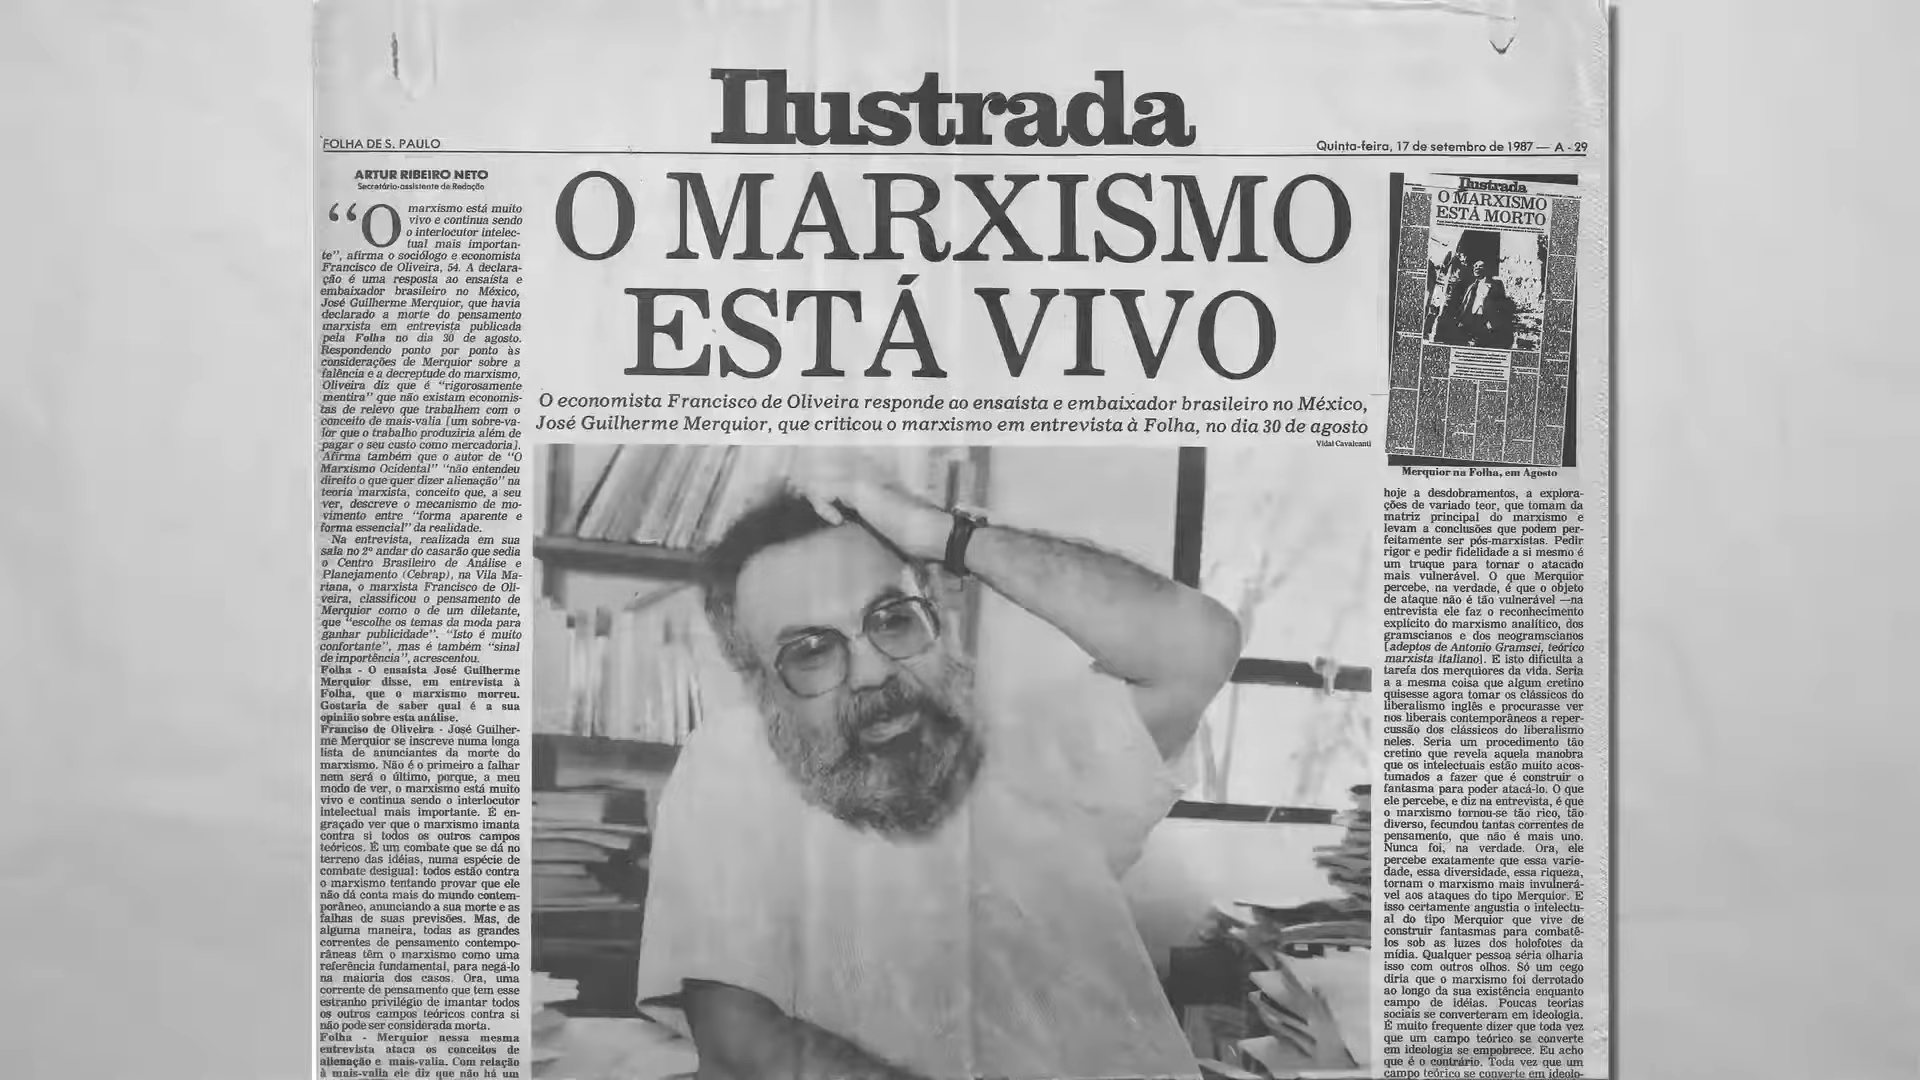 Ilustrada
FOLHA DE S. PAULO
Quinta-feira, 17 de setembro de 1987 — A - 29
ARTUR RIBEIRO NETO
Secretário-assistente de Redação
O MARXISMO
ESTÁ VIVO
O economista Francisco de Oliveira responde ao ensaísta e embaixador brasileiro no México,
José Guilherme Merquior, que criticou o marxismo em entrevista à Folha, no dia 30 de agosto
Vidal Cavalcanti
“O marxismo está muito
vivo e continua sendo
o interlocutor intelec-
tual mais importan-
te”, afirma o sociólogo e economista
Francisco de Oliveira, 54. A declara-
ção é uma resposta ao ensaísta e
embaixador brasileiro no México,
José Guilherme Merquior, que havia
declarado a morte do pensamento
marxista em entrevista publicada
pela Folha no dia 30 de agosto.
Respondendo ponto por ponto às
considerações de Merquior sobre a
falência e a decreptude do marxismo,
Oliveira diz que é “rigorosamente
mentira” que não existam economis-
tas de relevo que trabalhem com o
conceito de mais-valia [um sobre-va-
lor que o trabalho produziria além de
pagar o seu custo como mercadoria].
Afirma também que o autor de “O
Marxismo Ocidental” “não entendeu
direito o que quer dizer alienação” na
teoria marxista, conceito que, a seu
ver, descreve o mecanismo de mo-
vimento entre “forma aparente e
forma essencial” da realidade.
Na entrevista, realizada em sua
sala no 2º andar do casarão que sedia
o Centro Brasileiro de Análise e
Planejamento (Cebrap), na Vila Ma-
riana, o marxista Francisco de Oli-
veira, classificou o pensamento de
Merquior como o de um diletante,
que “escolhe os temas da moda para
ganhar publicidade”. “Isto é muito
confortante”, mas é também “sinal
de importência”, acrescentou.
Folha - O ensaísta José Guilherme
Merquior disse, em entrevista à
Folha, que o marxismo morreu.
Gostaria de saber qual é a sua
opinião sobre esta análise.
Franciso de Oliveira - José Guilher-
me Merquior se inscreve numa longa
lista de anunciantes da morte do
marxismo. Não é o primeiro a falhar
nem será o último, porque, a meu
modo de ver, o marxismo está muito
vivo e continua sendo o interlocutor
intelectual mais importante. É en-
graçado ver que o marxismo imanta
contra si todos os outros campos
teóricos. É um combate que se dá no
terreno das idéias, numa espécie de
combate desigual: todos estão contra
o marxismo tentando provar que ele
não dá conta mais do mundo contem-
porâneo, anunciando a sua morte e as
falhas de suas previsões. Mas, de
alguma maneira, todas as grandes
correntes de pensamento contempo-
râneas têm o marxismo como uma
referência fundamental, para negá-lo
na maioria dos casos. Ora, uma
corrente de pensamento que tem esse
estranho privilégio de imantar todos
os outros campos teóricos contra si
não pode ser considerada morta.
Folha - Merquior nessa mesma
entrevista ataca os conceitos de
alienação e mais-valia. Com relação
à mais-valia ele diz que não há um
Ilustrada
O MARXISMO
ESTÁ MORTO
Merquior na Folha, em Agosto
hoje a desdobramentos, a explora-
ções de variado teor, que tomam da
matriz principal do marxismo e
levam a conclusões que podem per-
feitamente ser pós-marxistas. Pedir
rigor e pedir fidelidade a si mesmo é
um truque para tornar o atacado
mais vulnerável. O que Merquior
percebe, na verdade, é que o objeto
de ataque não é tão vulnerável —na
entrevista ele faz o reconhecimento
explícito do marxismo analítico, dos
gramscianos e dos neogramscianos
[adeptos de Antonio Gramsci, teórico
marxista italiano]. E isto dificulta a
tarefa dos merquiores da vida. Seria
a a mesma coisa que algum cretino
quisesse agora tomar os clássicos do
liberalismo inglês e procurasse ver
nos liberais contemporâneos a reper-
cussão dos clássicos do liberalismo
neles. Seria um procedimento tão
cretino que revela aquela manobra
que os intelectuais estão muito acos-
tumados a fazer que é construir o
fantasma para poder atacá-lo. O que
ele percebe, e diz na entrevista, é que
o marxismo tornou-se tão rico, tão
diverso, fecundou tantas correntes de
pensamento, que não é mais uno.
Nunca foi, na verdade. Ora, ele
percebe exatamente que essa varie-
dade, essa diversidade, essa riqueza,
tornam o marxismo mais invulnerá-
vel aos ataques do tipo Merquior. E
isso certamente angustia o intelectu-
al do tipo Merquior que vive de
construir fantasmas para combatê-
los sob as luzes dos holofotes da
mídia. Qualquer pessoa séria olharia
isso com outros olhos. Só um cego
diria que o marxismo foi derrotado
ao longo da sua existência enquanto
campo de idéias. Poucas teorias
sociais se converteram em ideologia.
É muito frequente dizer que toda vez
que um campo teórico se converte
em ideologia se empobrece. Eu acho
que é o contrário. Toda vez que um
campo teórico se converte em ideolo-